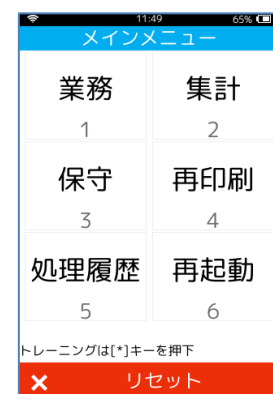 11:49 65%
メインメニュー
業務 集計
1 2
保守 再印刷
3 4
処理履歴 再起動
5 6
トレーニングは[*]キーを押下
× リセット